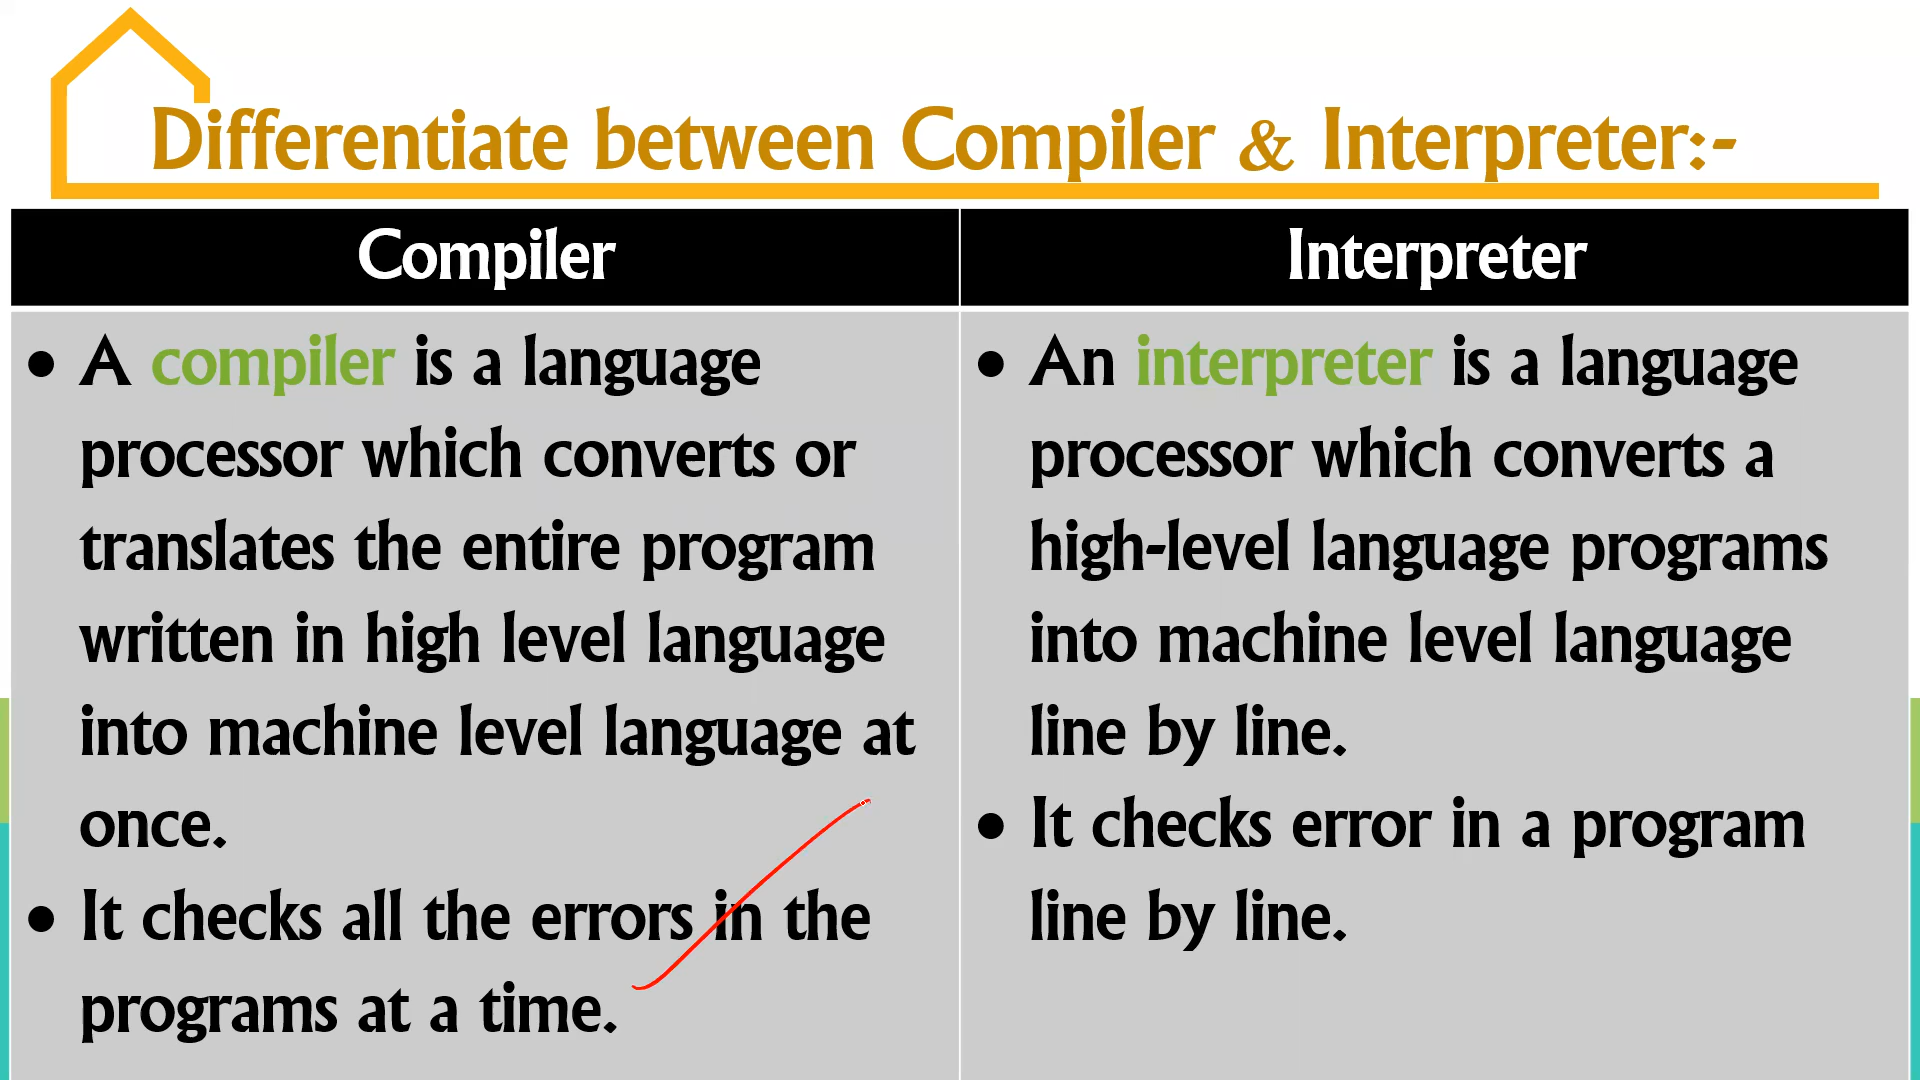 Differentiate between Compiler & Interpreter:-
Compiler
Interpreter
• A compiler is a language
processor which converts or
translates the entire program
written in high level language
into machine level language at
once.
• It checks all the errors in the
programs at a time.
• An interpreter is a language
processor which converts a
high-level language programs
into machine level language
line by line.
• It checks error in a program
line by line.